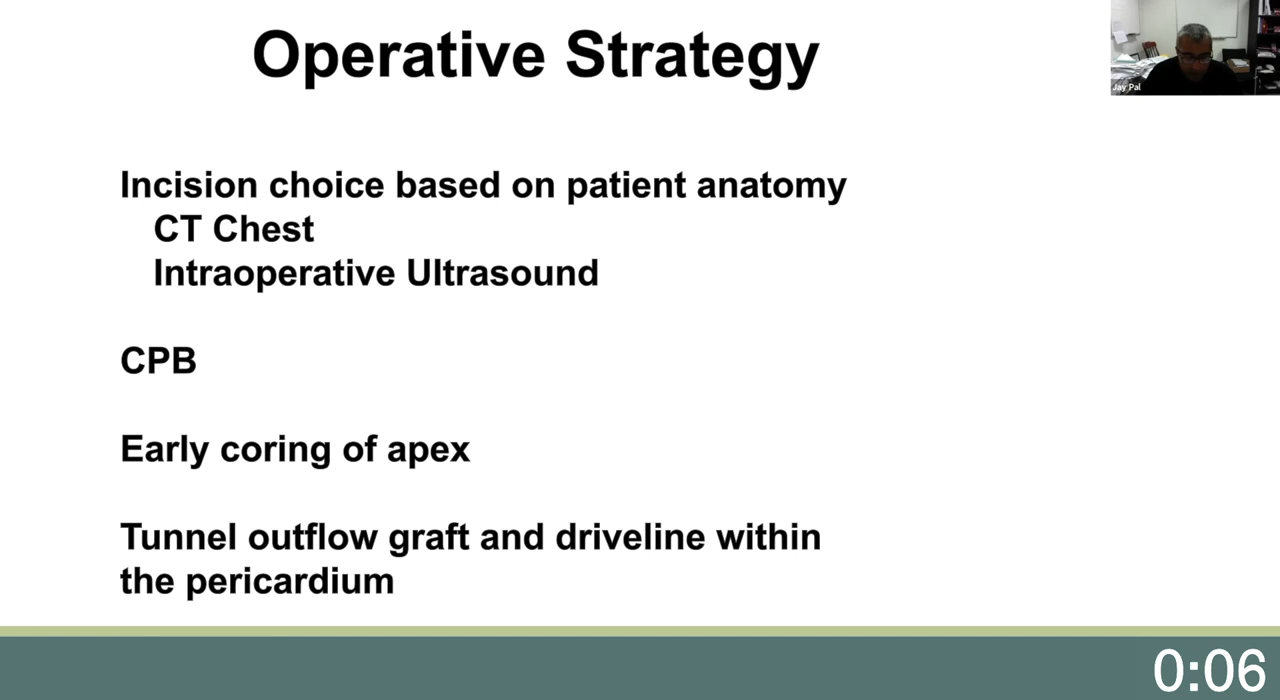 Operative Strategy
Jay Pal
Incision choice based on patient anatomy
CT Chest
Intraoperative Ultrasound
CPB
Early coring of apex
Tunnel outflow graft and driveline within
the pericardium
0:06